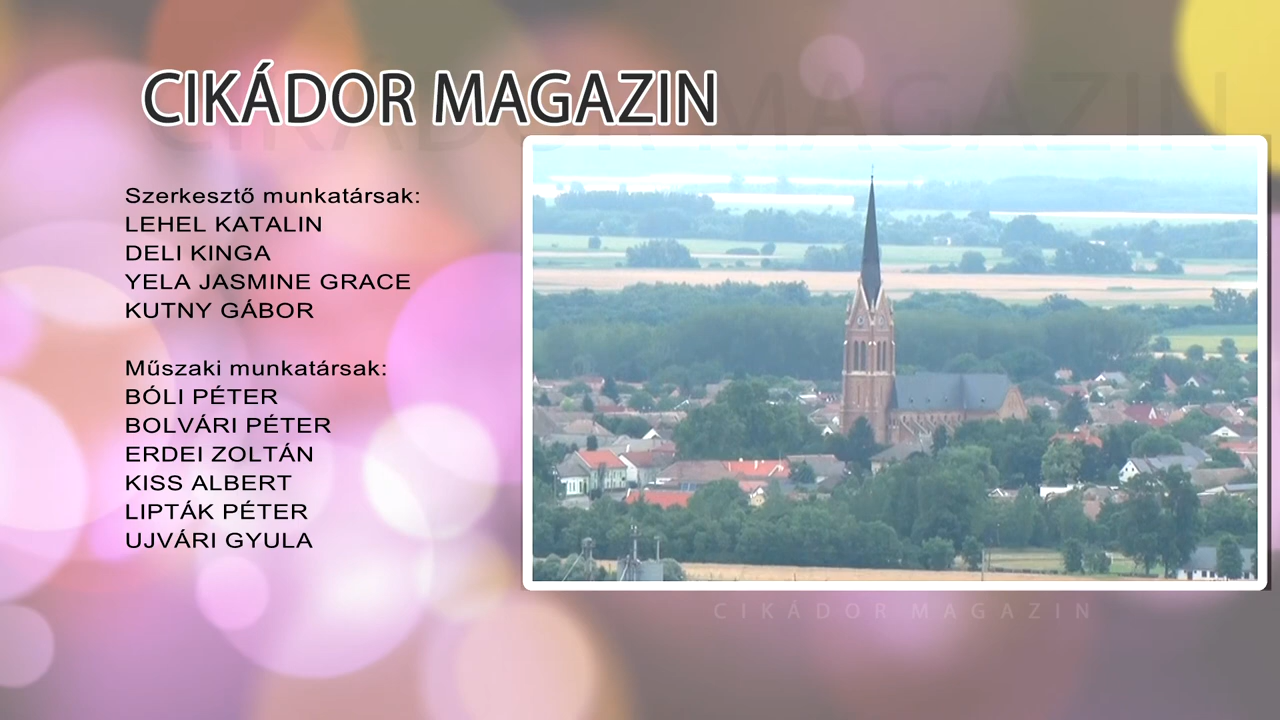 CIKÁDOR MAGAZIN
Szerkesztő munkatársak:
LEHEL KATALIN
DELI KINGA
YELA JASMINE GRACE
KUTNY GÁBOR
Műszaki munkatársak:
BÓLI PÉTER
BOLVÁRI PÉTER
ERDEI ZOLTÁN
KISS ALBERT
LIPTÁK PÉTER
UJVÁRI GYULA
CIKÁDOR MAGAZIN